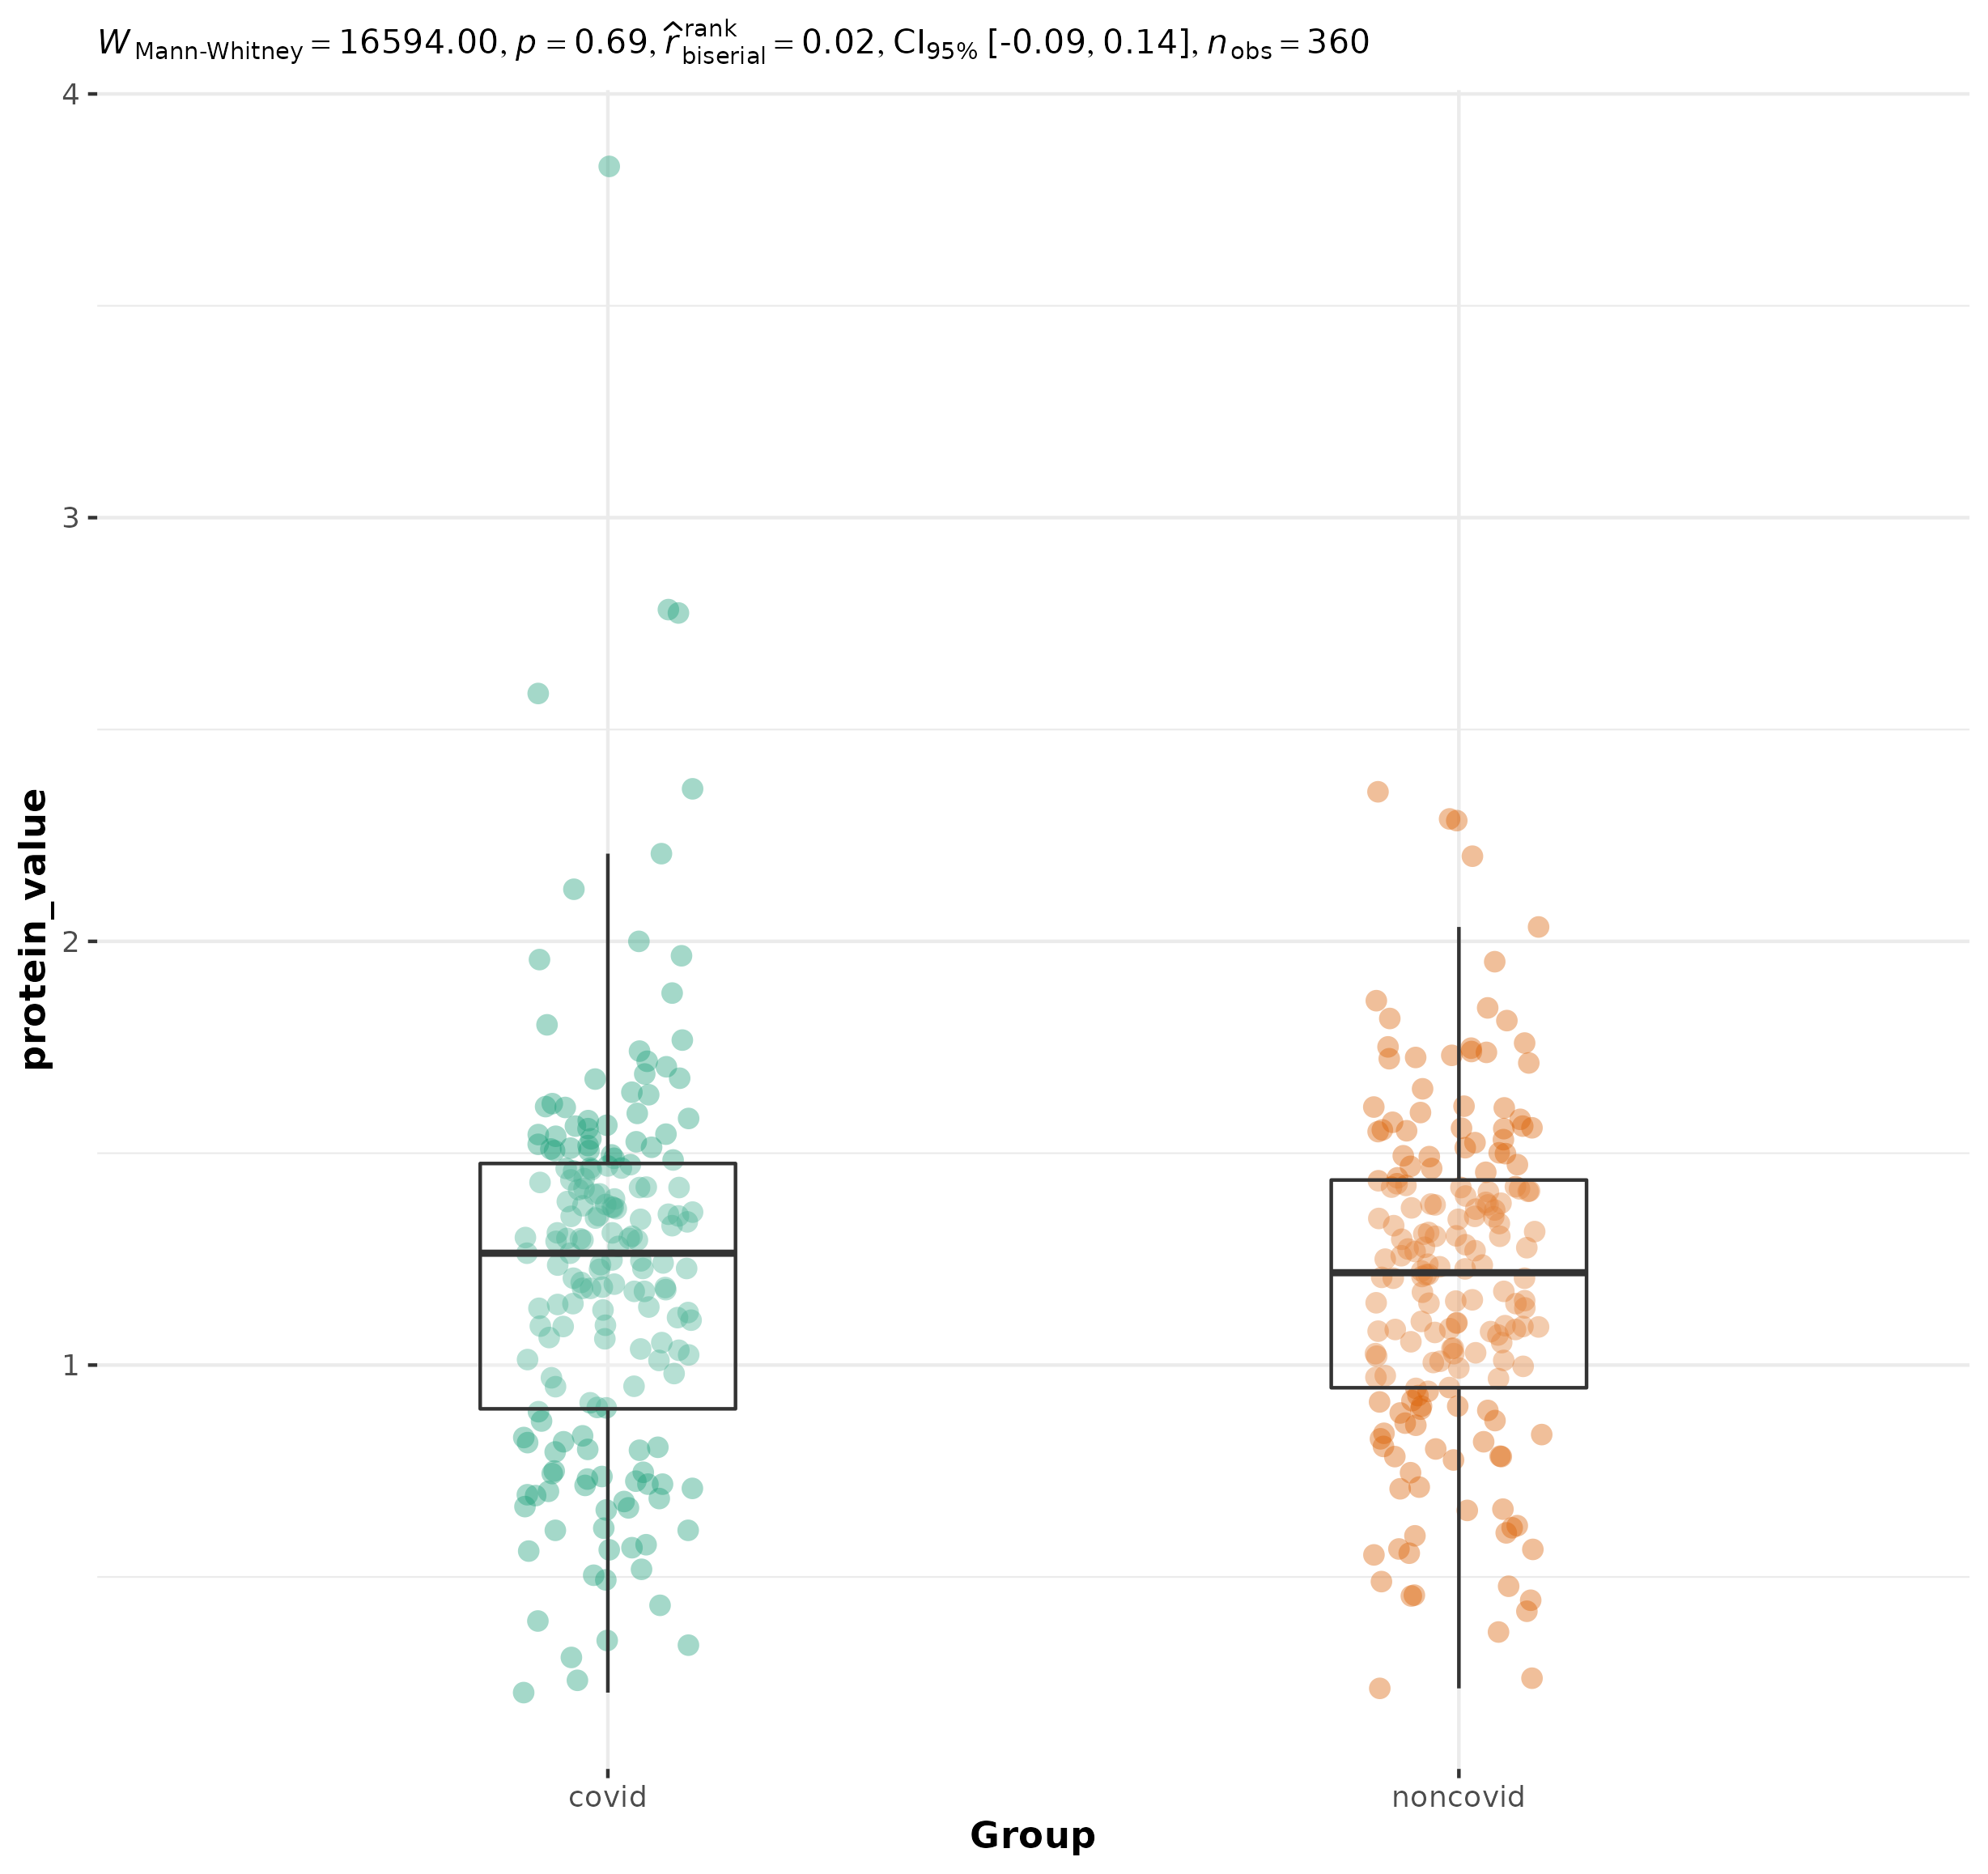 W Mann-Whitney = 16594.00, p = 0.69, r̂ rank biserial = 0.02, CI95% [-0.09, 0.14], nobs = 360
4
3
2
1
protein_value
covid noncovid
Group